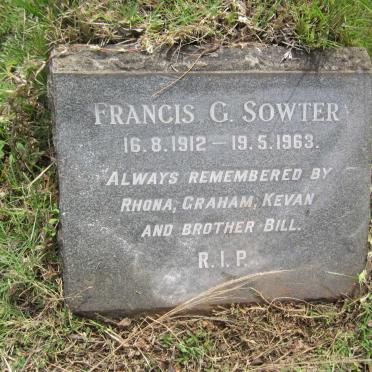 FRANCIS G. SOWTER
16.8.1912 – 19.5.1963.
ALWAYS REMEMBERED BY
RHONA, GRAHAM, KEVAN
AND BROTHER BILL.
R.I.P.